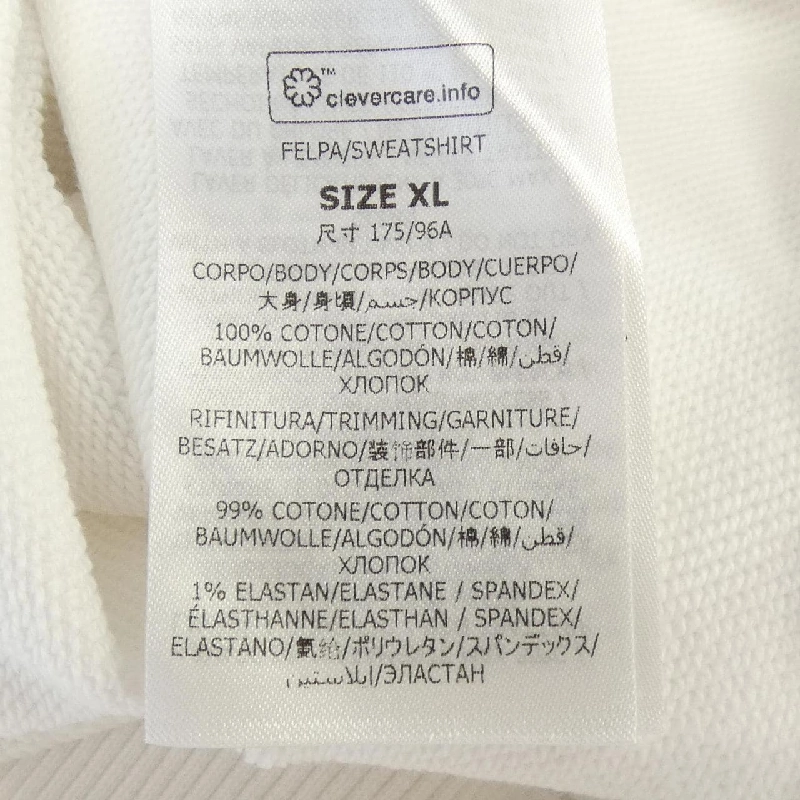 ™
clevercare.info
FELPA/SWEATSHIRT
SIZE XL
尺寸 175/96A
CORPO/BODY/CORPS/BODY/CUERPO/
大身/身頃/جسم/КОРПУС
100% COTONE/COTTON/COTON/
BAUMWOLLE/ALGODÓN/棉/綿/قطن/
ХЛОПОК
RIFINITURA/TRIMMING/GARNITURE/
BESATZ/ADORNO/装饰部件/一部/حافات/
ОТДЕЛКА
99% COTONE/COTTON/COTON/
BAUMWOLLE/ALGODÓN/棉/綿/قطن/
ХЛОПОК
1% ELASTAN/ELASTANE / SPANDEX/
ÉLASTHANNE/ELASTHAN / SPANDEX/
ELASTANO/氨纶/ポリウレタン/スパンデックス/
/ЭЛАСТАН